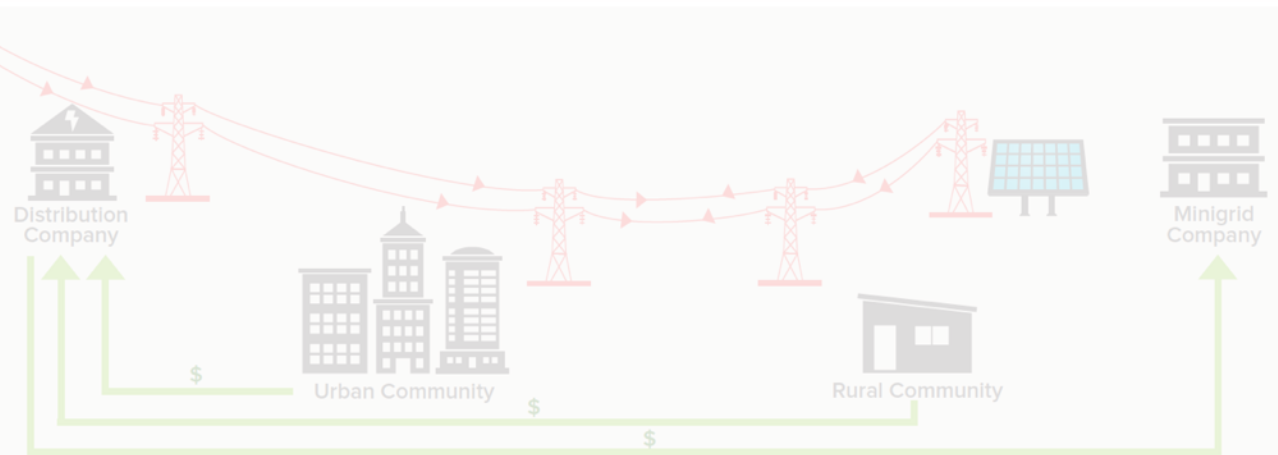 Distribution
Company
Minigrid
Company
$
Urban Community
Rural Community
$
$